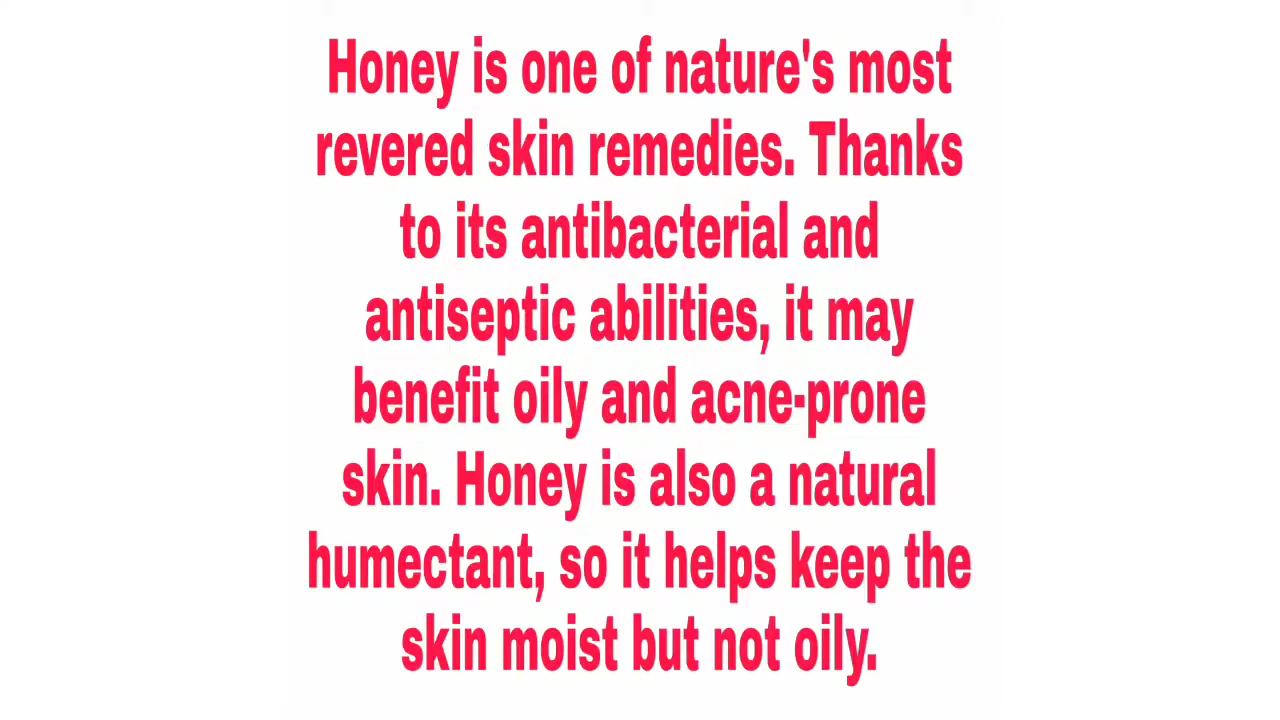 Honey is one of nature's most
revered skin remedies. Thanks
to its antibacterial and
antiseptic abilities, it may
benefit oily and acne-prone
skin. Honey is also a natural
humectant, so it helps keep the
skin moist but not oily.